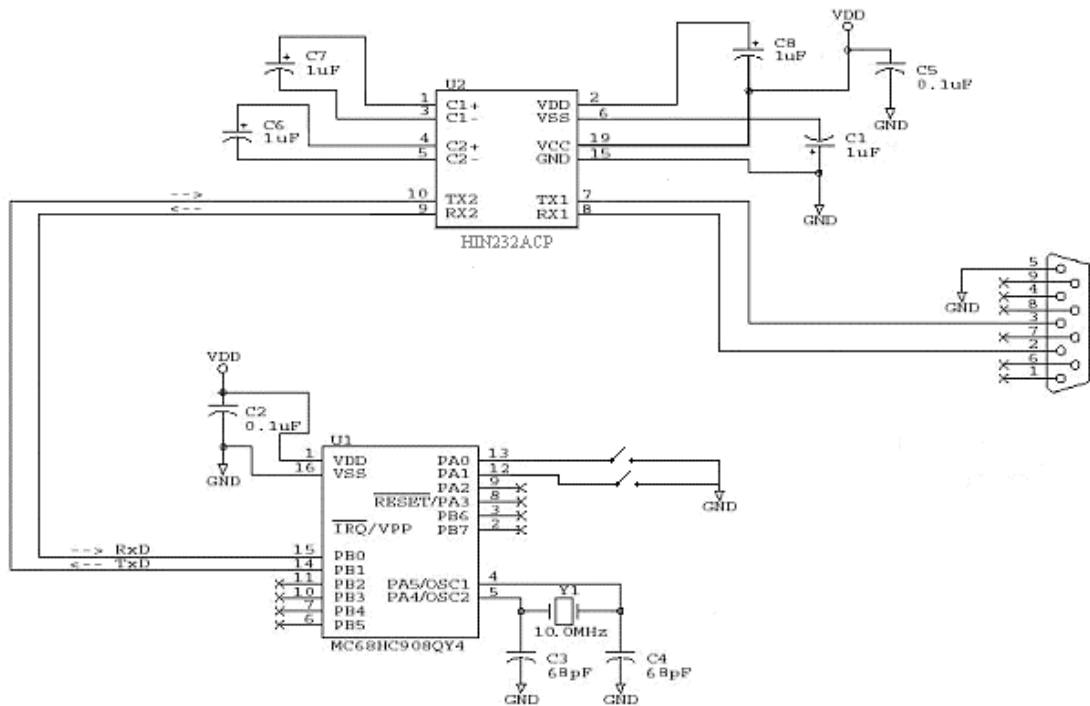 VDD
C7
1uF
+
C8
1uF
+
C5
0.1uF
GND
U2
1 C1+ VDD 2
3 C1- VSS 6
4 C2+ VCC 19
5 C2- GND 15
10 TX2 TX1 7
9 RX2 RX1 8
HIN232ACP
C6
1uF
+
C1
1uF
+
GND
-->
<--
5
9
4
8
3
7
2
6
1
GND
VDD
C2
0.1uF
GND
U1
1 VDD PA0 13
16 VSS PA1 12
PA2 9
RESET/PA3 8
PB6 3
IRQ/VPP PB7 2
--> RxD 15 PB0
<-- TxD 14 PB1
11 PB2 PA5/OSC1 4
10 PB3 PA4/OSC2 5
7 PB4
6 PB5
MC68HC908QY4
GND
Y1
10.0MHz
C3
68pF
GND
C4
68pF
GND